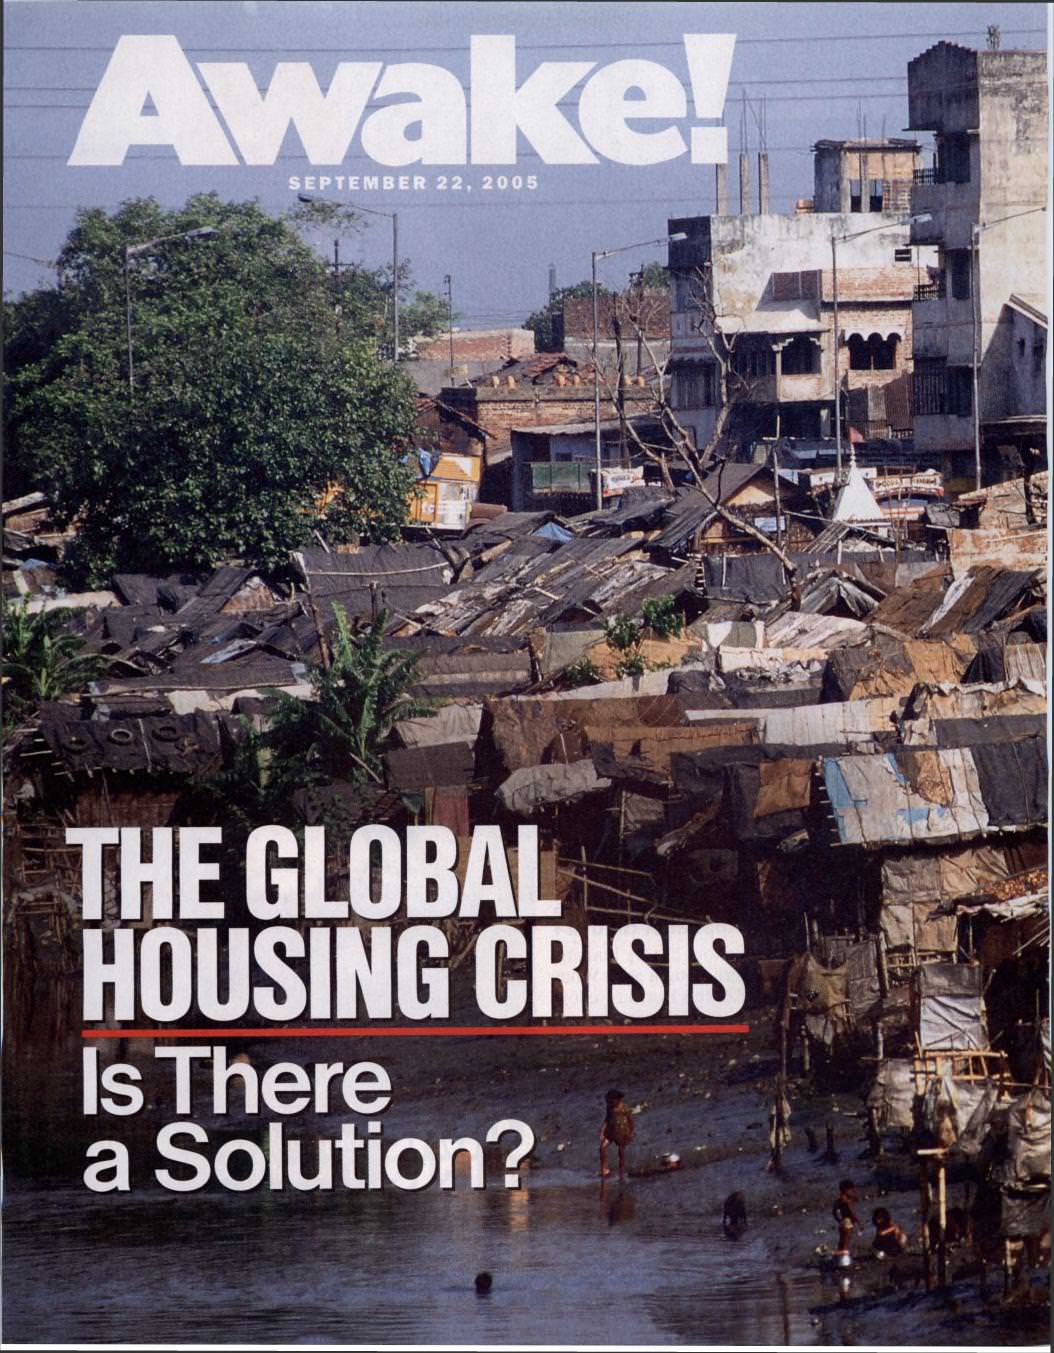 Awake!
SEPTEMBER 22, 2005
THE GLOBAL
HOUSING CRISIS
Is There
a Solution?